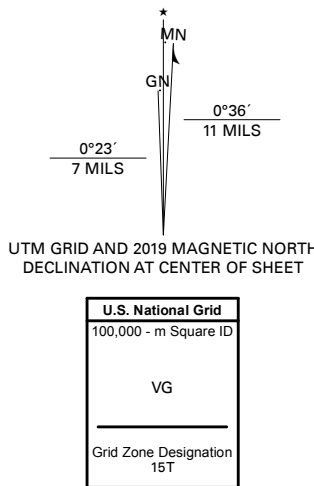 ★
MN
GN
0°36´
11 MILS
0°23´
7 MILS
UTM GRID AND 2019 MAGNETIC NORTH
DECLINATION AT CENTER OF SHEET
U.S. National Grid
100,000 - m Square ID
VG
Grid Zone Designation
15T